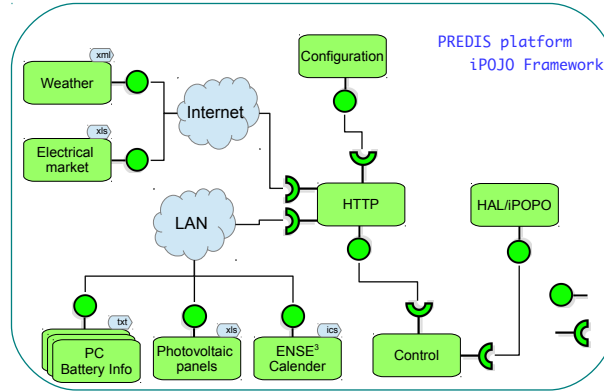 PREDIS platform
iPOJO Framework
xml
Weather
Configuration
Internet
xls
Electrical
market
HTTP
HAL/iPOPO
LAN
txt
PC
Battery Info
xls
Photovoltaic
panels
ics
ENSE³
Calender
Control